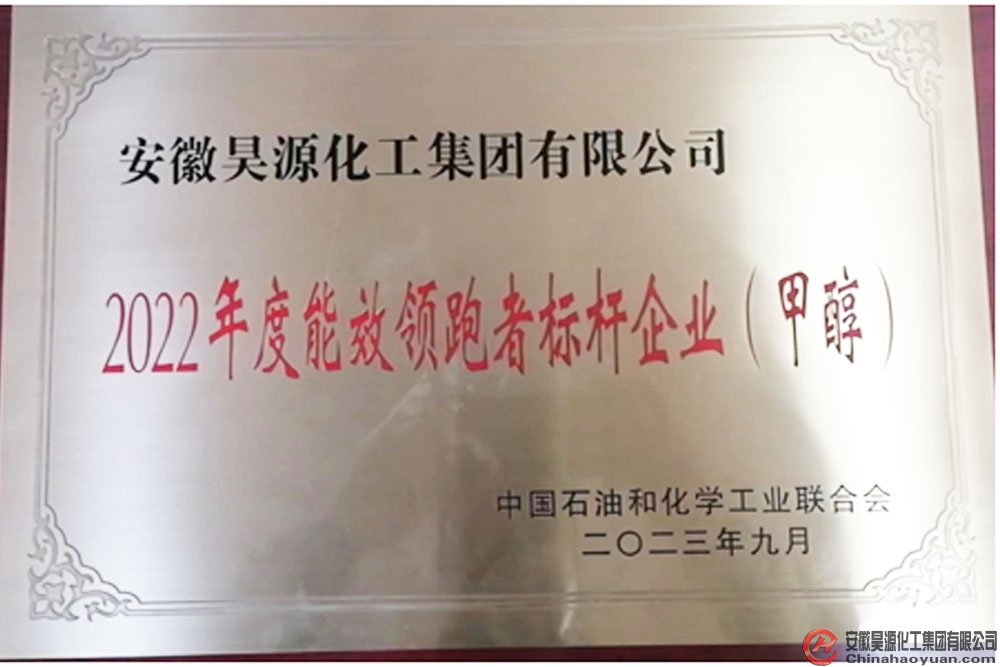 安徽昊源化工集团有限公司
2022年度能效领跑者标杆企业（甲醇）
中国石油和化学工业联合会
二〇二三年九月
安徽昊源化工集团有限公司
Chinahaoyuan.com